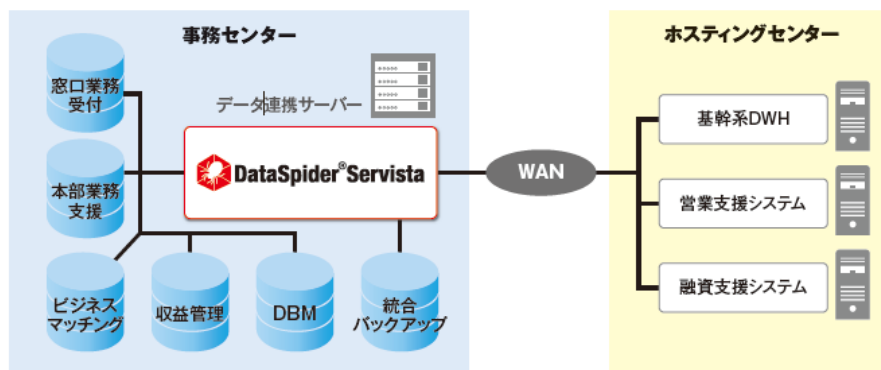 事務センター
ホスティングセンター
窓口業務
受付
データ連携サーバー
基幹系DWH
DataSpider®Servista
WAN
本部業務
支援
営業支援システム
ビジネス
マッチング
収益管理
DBM
統合
バックアップ
融資支援システム